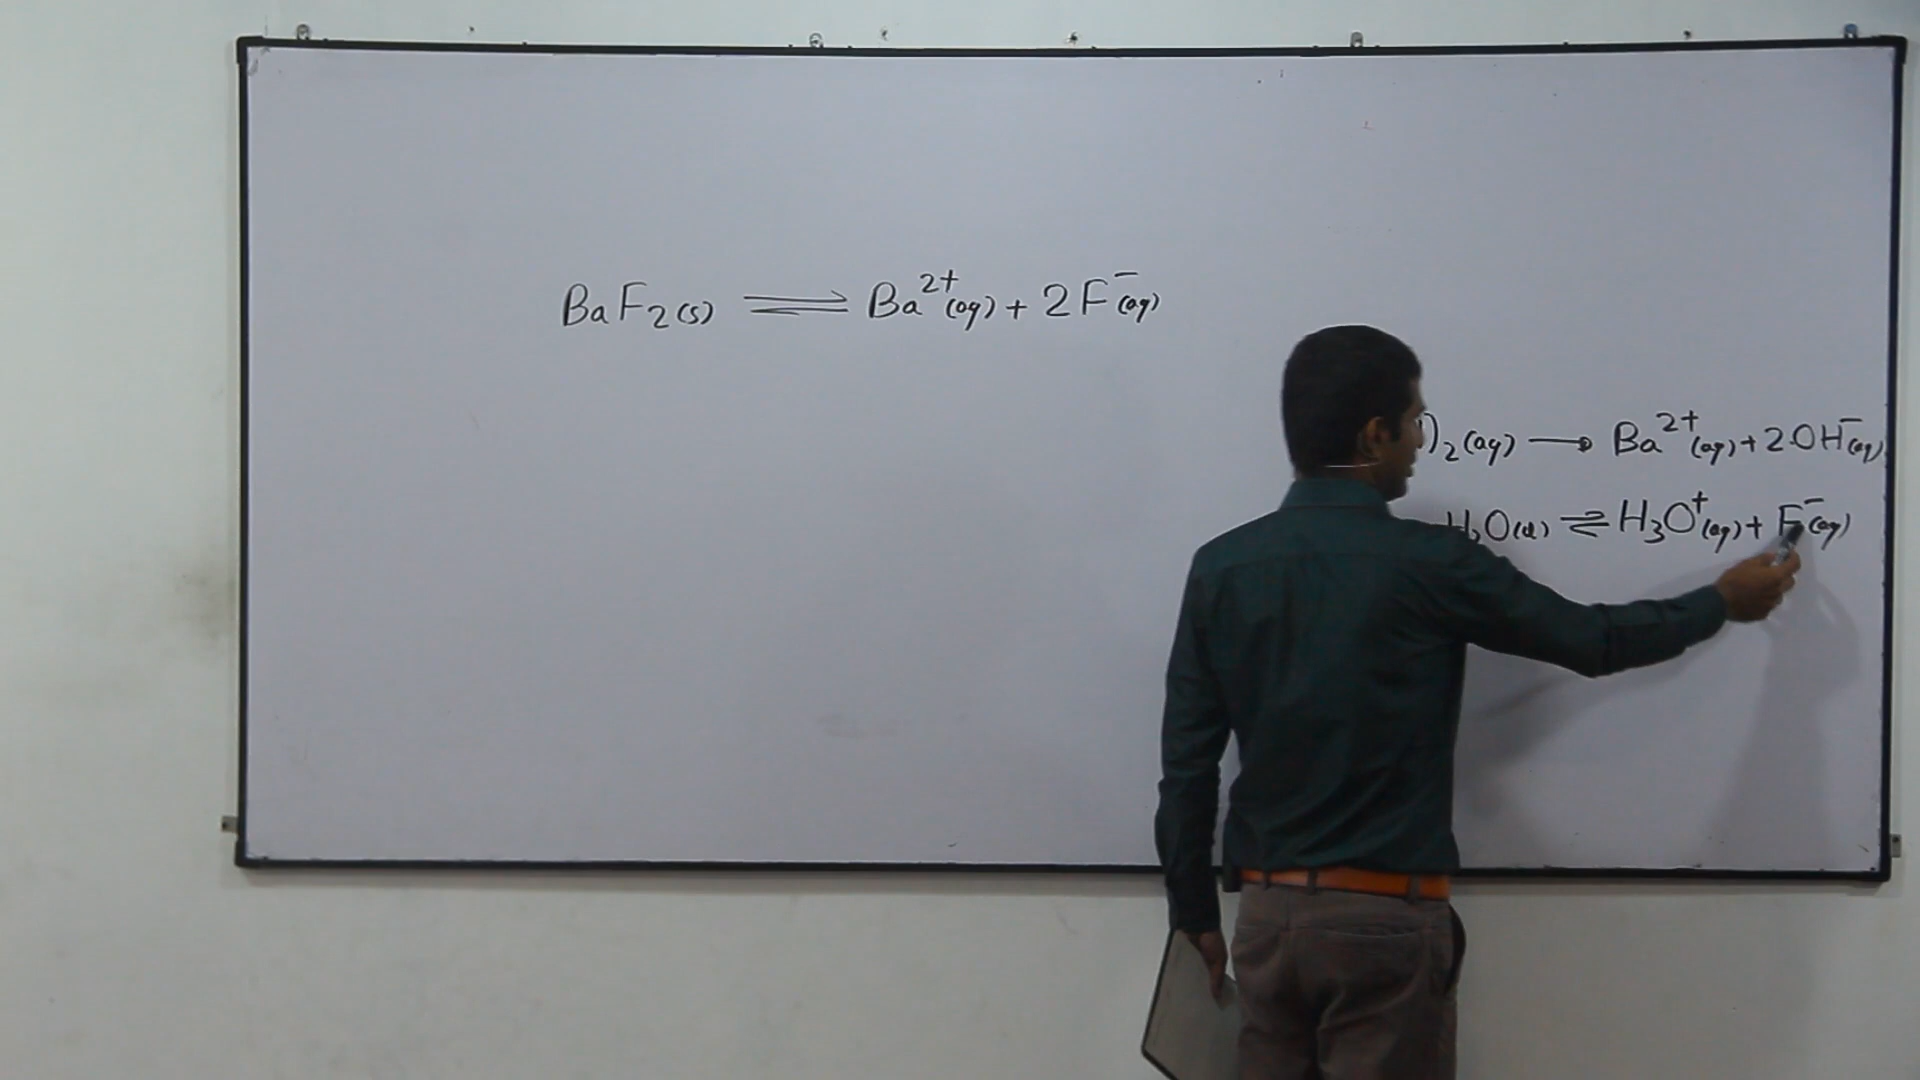 BaF₂(s) ⇌ Ba²⁺(aq) + 2F⁻(aq)
)₂(aq) → Ba²⁺(aq) + 2OH⁻(aq)
H₂O(l) ⇌ H₃O⁺(aq) + F⁻(aq)